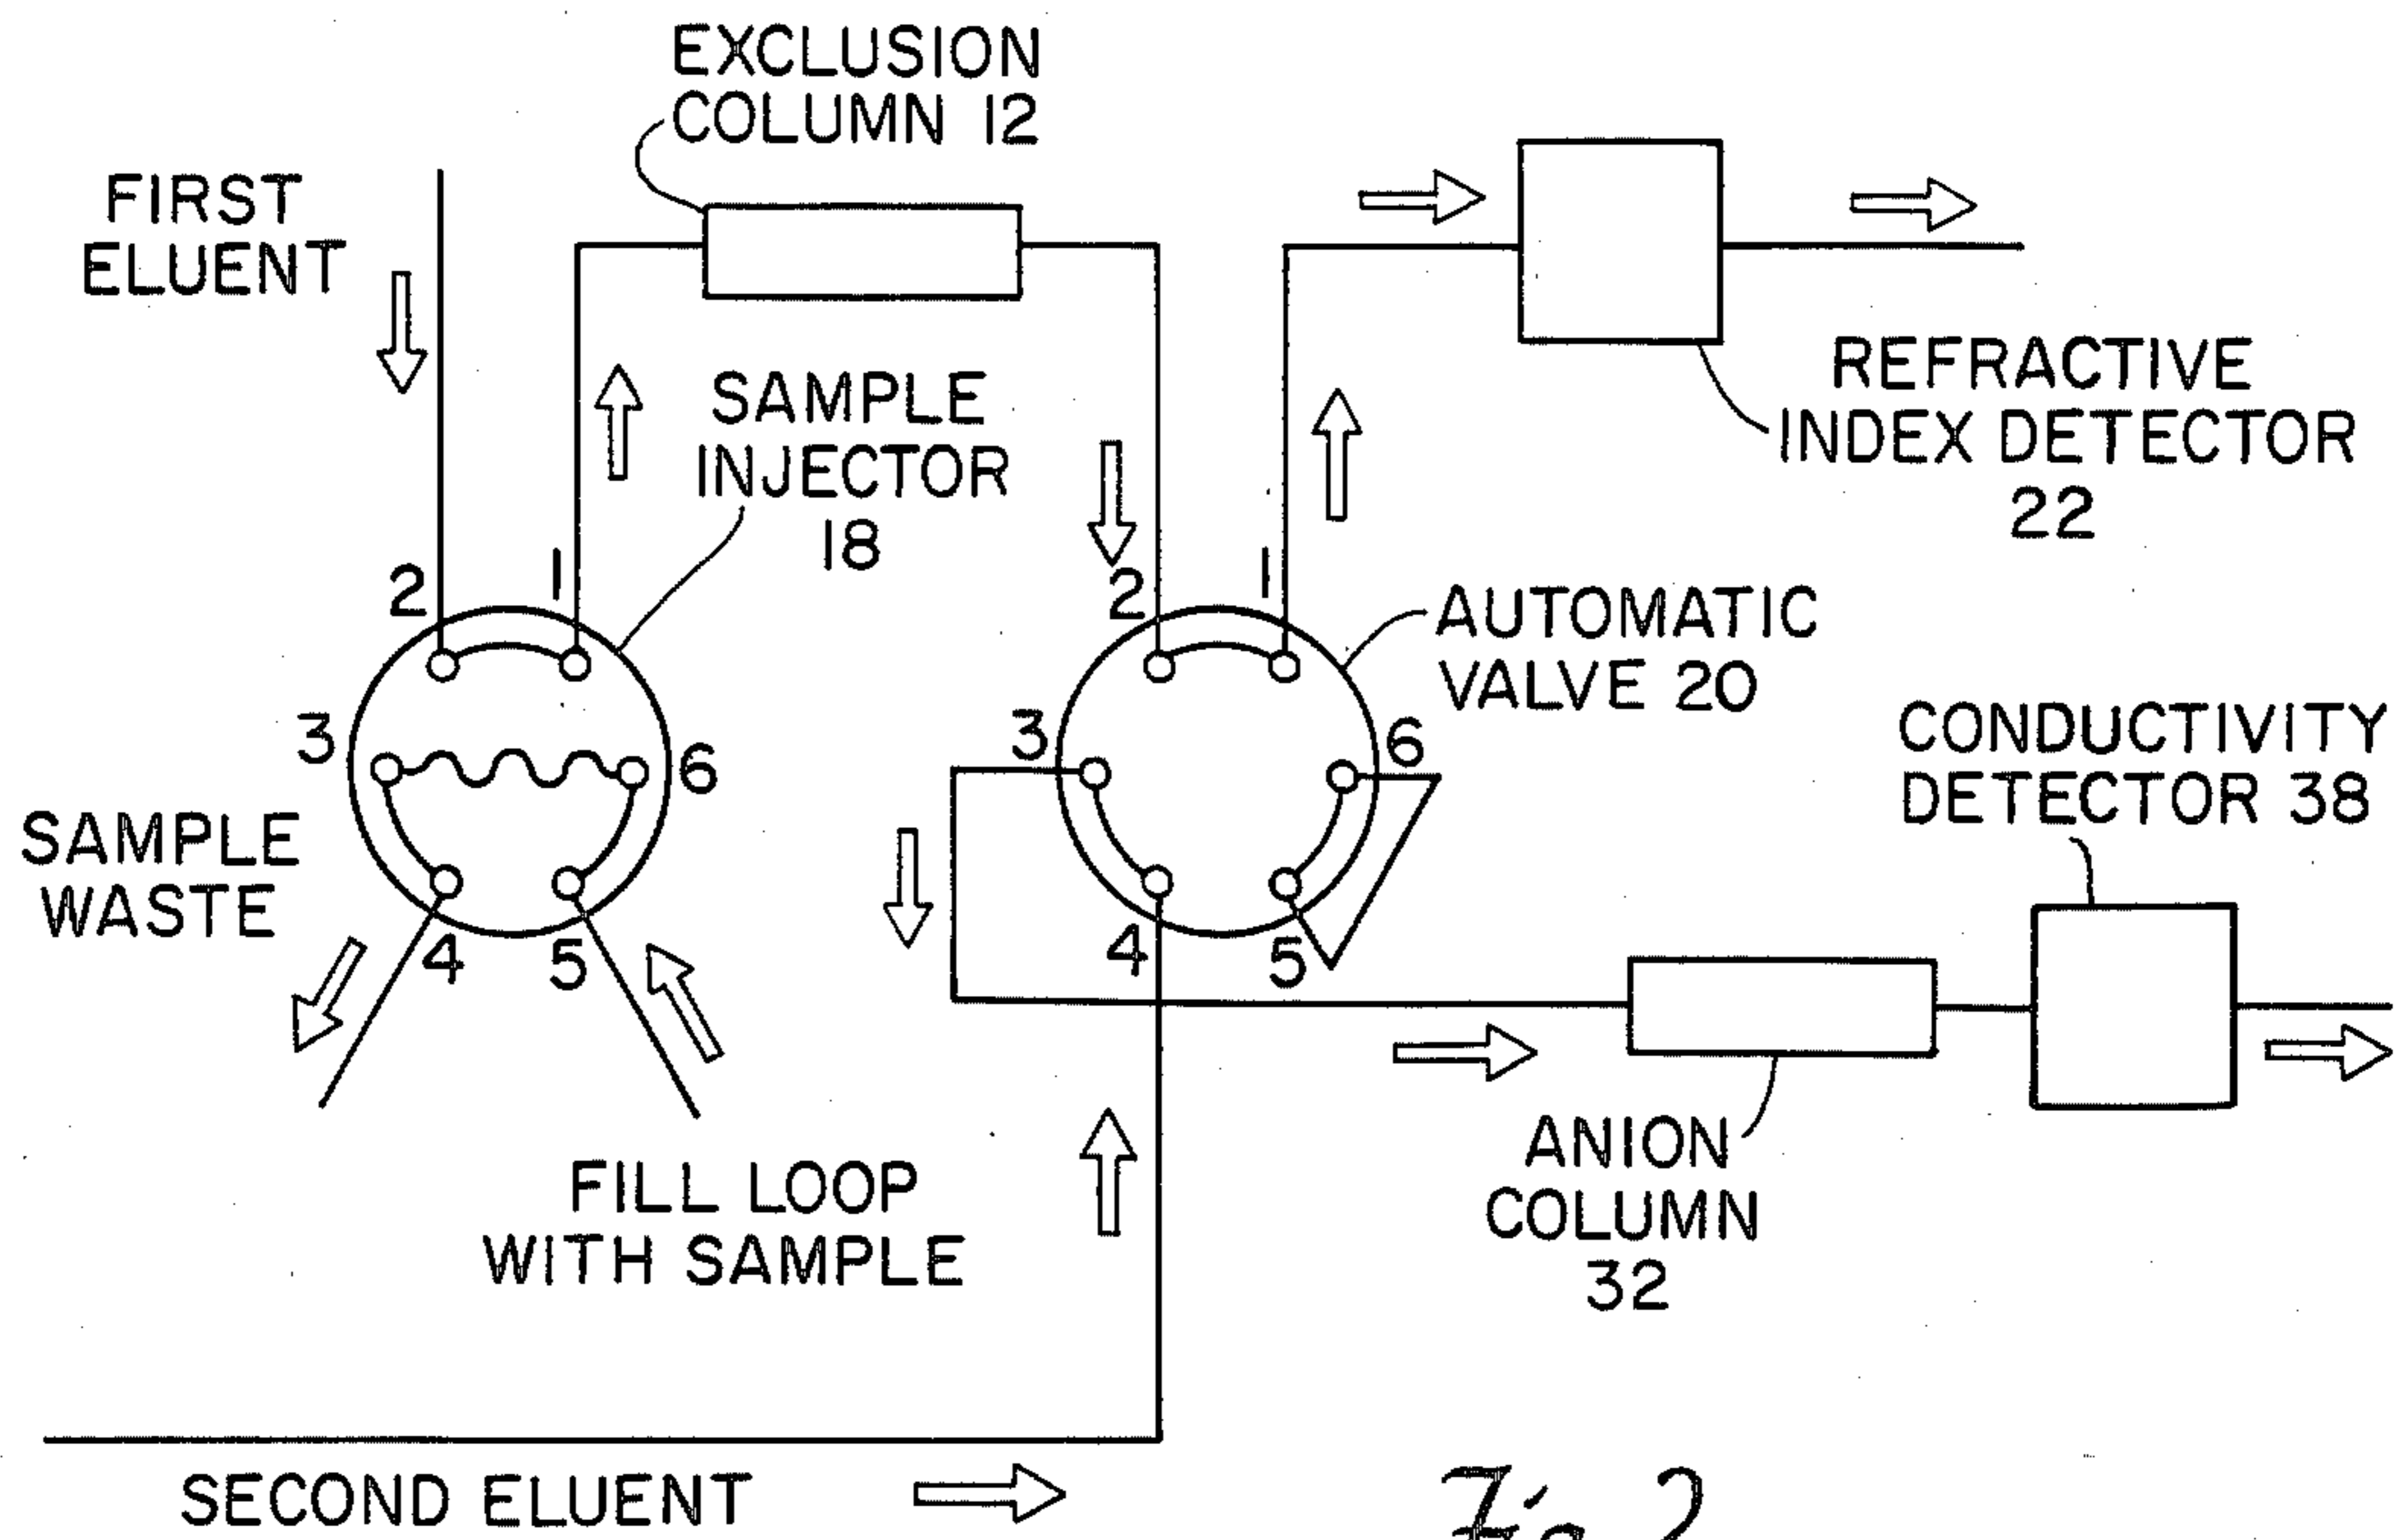 EXCLUSION
COLUMN 12
FIRST
ELUENT
SAMPLE
INJECTOR
18
REFRACTIVE
INDEX DETECTOR
22
2
1
3
6
4
5
2
1
3
6
4
5
AUTOMATIC
VALVE 20
CONDUCTIVITY
DETECTOR 38
SAMPLE
WASTE
FILL LOOP
WITH SAMPLE
ANION
COLUMN
32
SECOND ELUENT
Fig 2